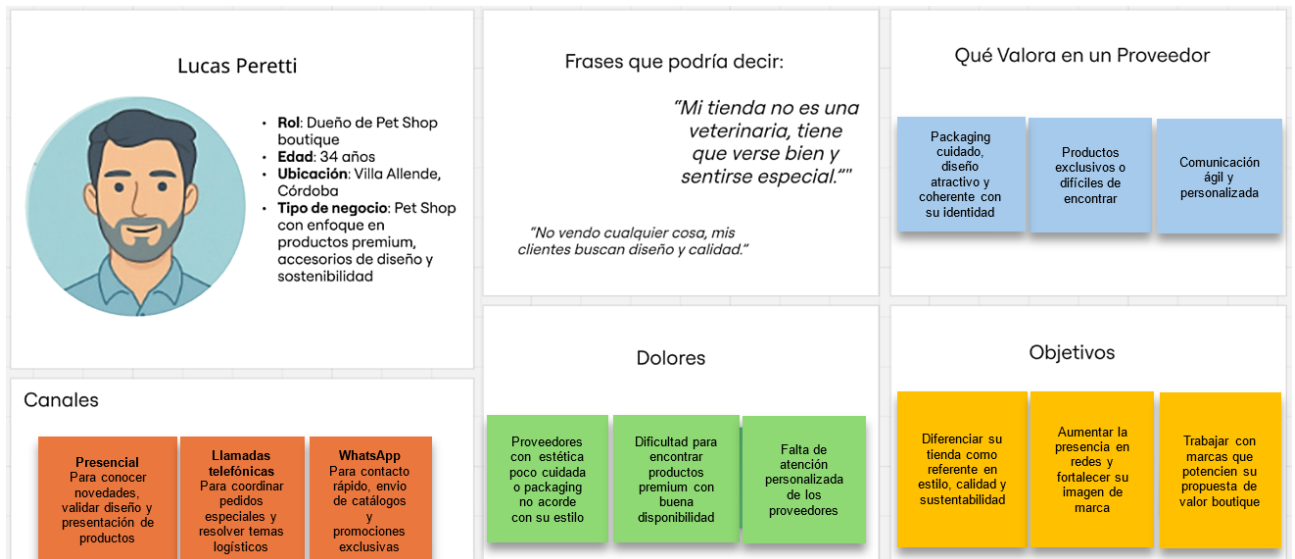 Lucas Peretti
• Rol: Dueño de Pet Shop
boutique
• Edad: 34 años
• Ubicación: Villa Allende,
Córdoba
• Tipo de negocio: Pet Shop
con enfoque en
productos premium,
accesorios de diseño y
sostenibilidad
Frases que podría decir:
“Mi tienda no es una
veterinaria, tiene
que verse bien y
sentirse especial.“"
"No vendo cualquier cosa, mis
clientes buscan diseño y calidad.“
Qué Valora en un Proveedor
Packaging
cuidado,
diseño
atractivo y
coherente con
su identidad
Productos
exclusivos o
difíciles de
encontrar
Comunicación
ágil y
personalizada
Canales
Presencial
Para conocer
novedades,
validar diseño y
presentación de
productos
Llamadas
telefónicas
Para coordinar
pedidos
especiales y
resolver temas
logísticos
WhatsApp
Para contacto
rápido, envio
de catálogos
y
promociones
exclusivas
Dolores
Proveedores
con estética
poco cuidada
o packaging
no acorde
con su estilo
Dificultad para
encontrar
productos
premium con
buena
disponibilidad
Falta de
atención
personalizada
de los
proveedores
Objetivos
Diferenciar su
tienda como
referente en
estilo, calidad y
sustentabilidad
Aumentar la
presencia en
redes y
fortalecer su
imagen de
marca
Trabajar con
marcas que
potencien su
propuesta de
valor boutique